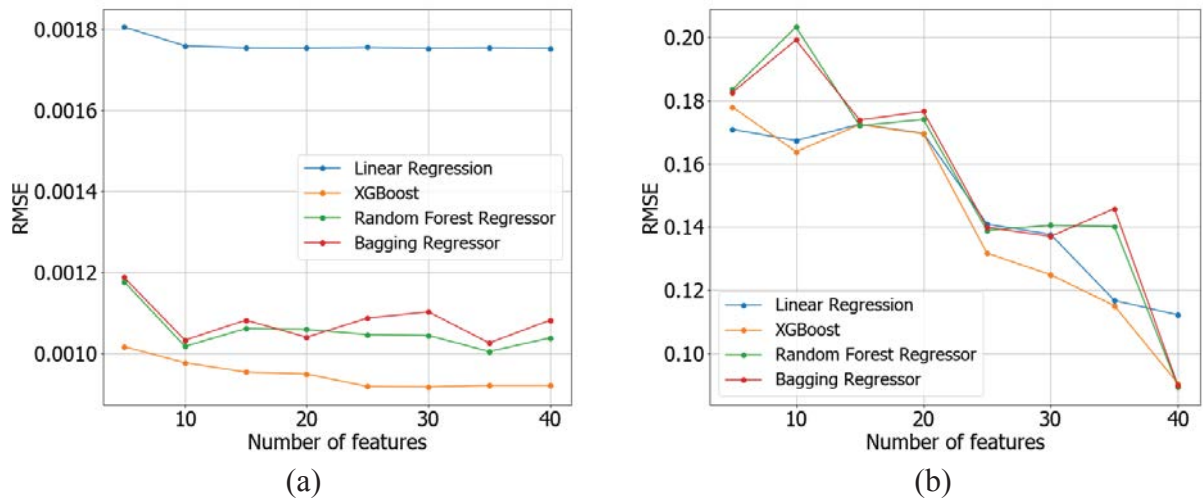 0.0018
0.0016
0.0014
0.0012
0.0010
RMSE
Linear Regression
XGBoost
Random Forest Regressor
Bagging Regressor
10 20 30 40
Number of features
(a)
0.20
0.18
0.16
0.14
0.12
0.10
RMSE
Linear Regression
XGBoost
Random Forest Regressor
Bagging Regressor
10 20 30 40
Number of features
(b)